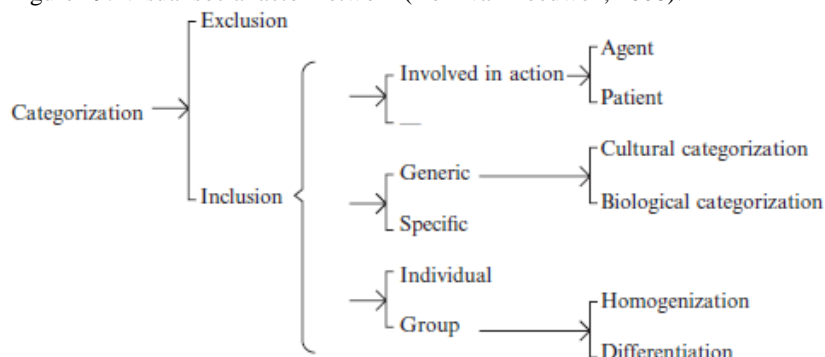 Exclusion
Categorization
Inclusion
Involved in action
Agent
Patient
Generic
Specific
Cultural categorization
Biological categorization
Individual
Group
Homogenization
Differentiation